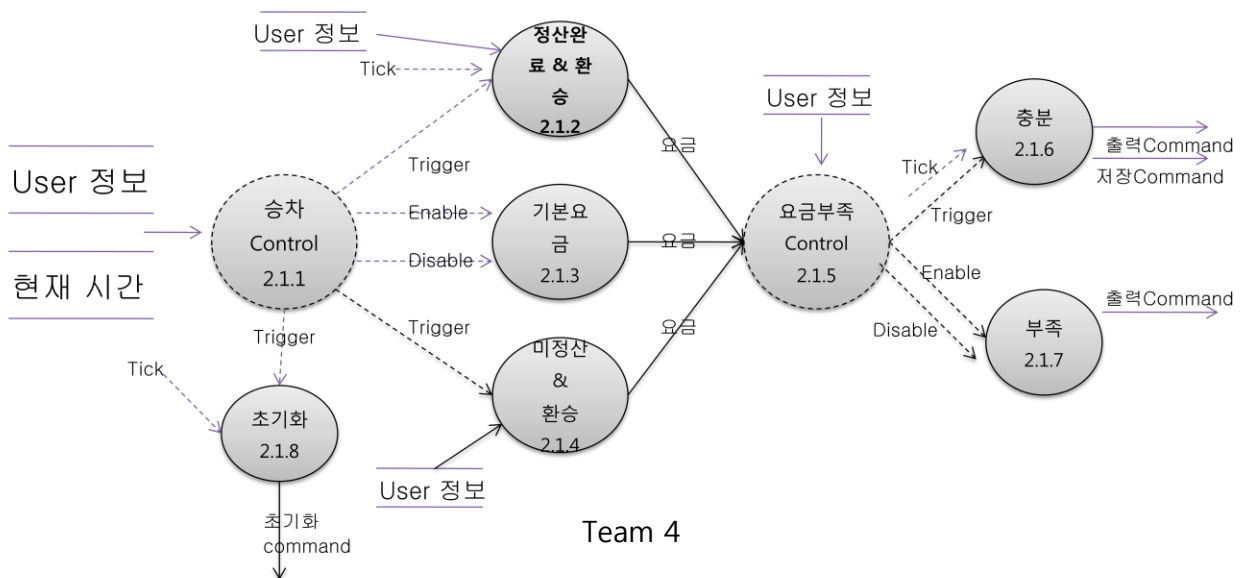 User 정보
Tick
정산완
료 & 환
승
2.1.2
요금
Trigger
User 정보
현재 시간
승차
Control
2.1.1
Enable
Disable
기본요
금
2.1.3
요금
Trigger
Trigger
Tick
초기화
2.1.8
초기화
command
미정산
&
환승
2.1.4
요금
User 정보
User 정보
요금부족
Control
2.1.5
Tick
Trigger
충분
2.1.6
출력Command
저장Command
Enable
Disable
부족
2.1.7
출력Command
Team 4